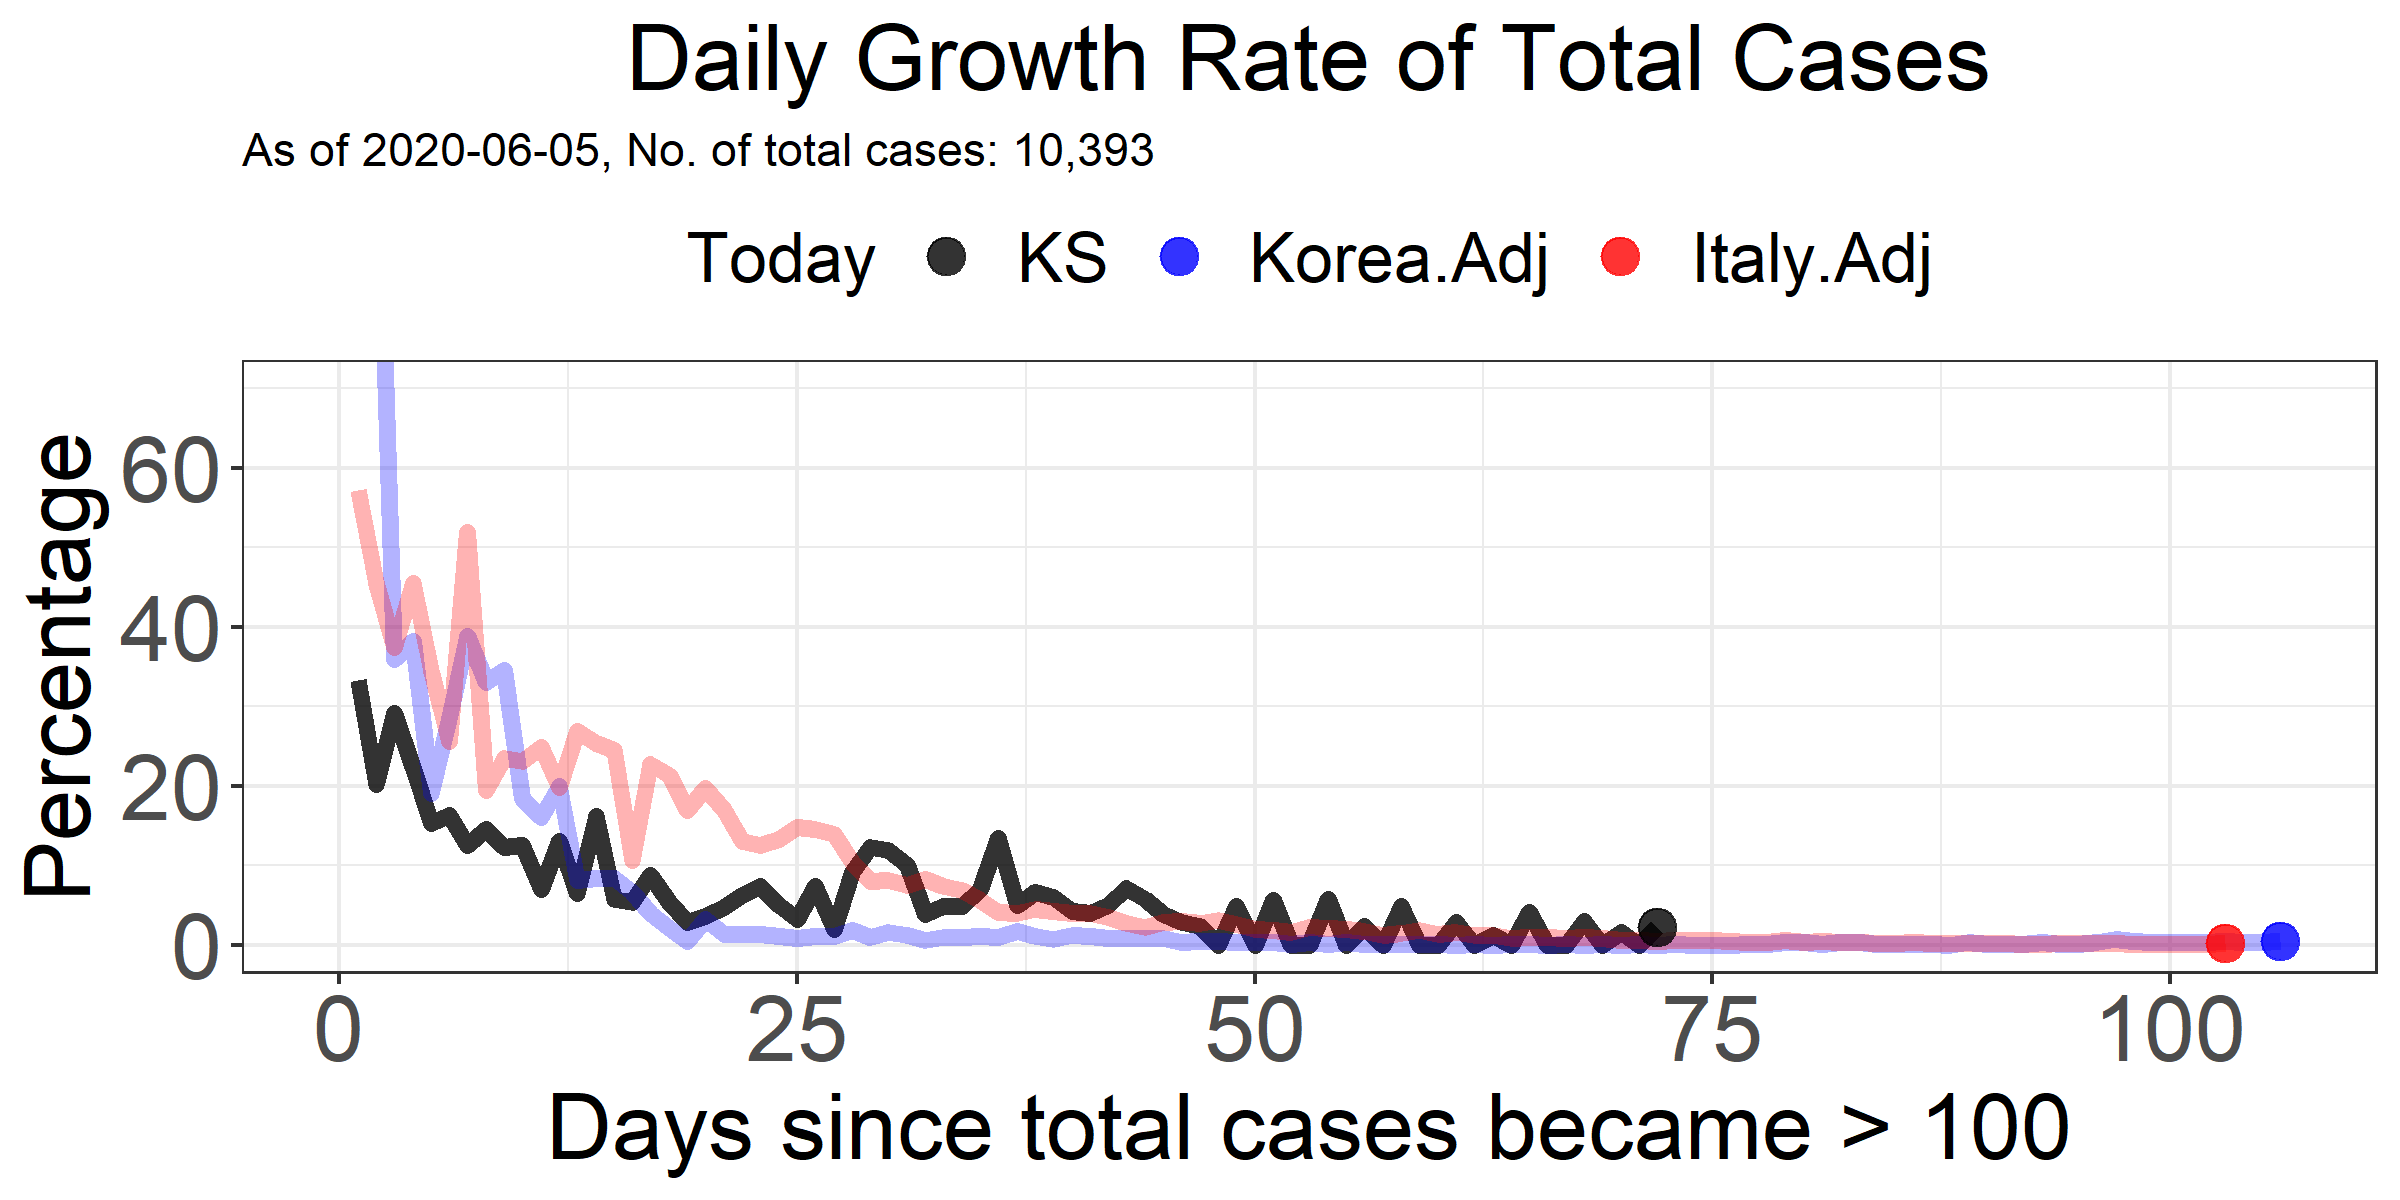 Daily Growth Rate of Total Cases
As of 2020-06-05, No. of total cases: 10,393
Today KS Korea.Adj Italy.Adj
Percentage
60
40
20
0
0 25 50 75 100
Days since total cases became > 100